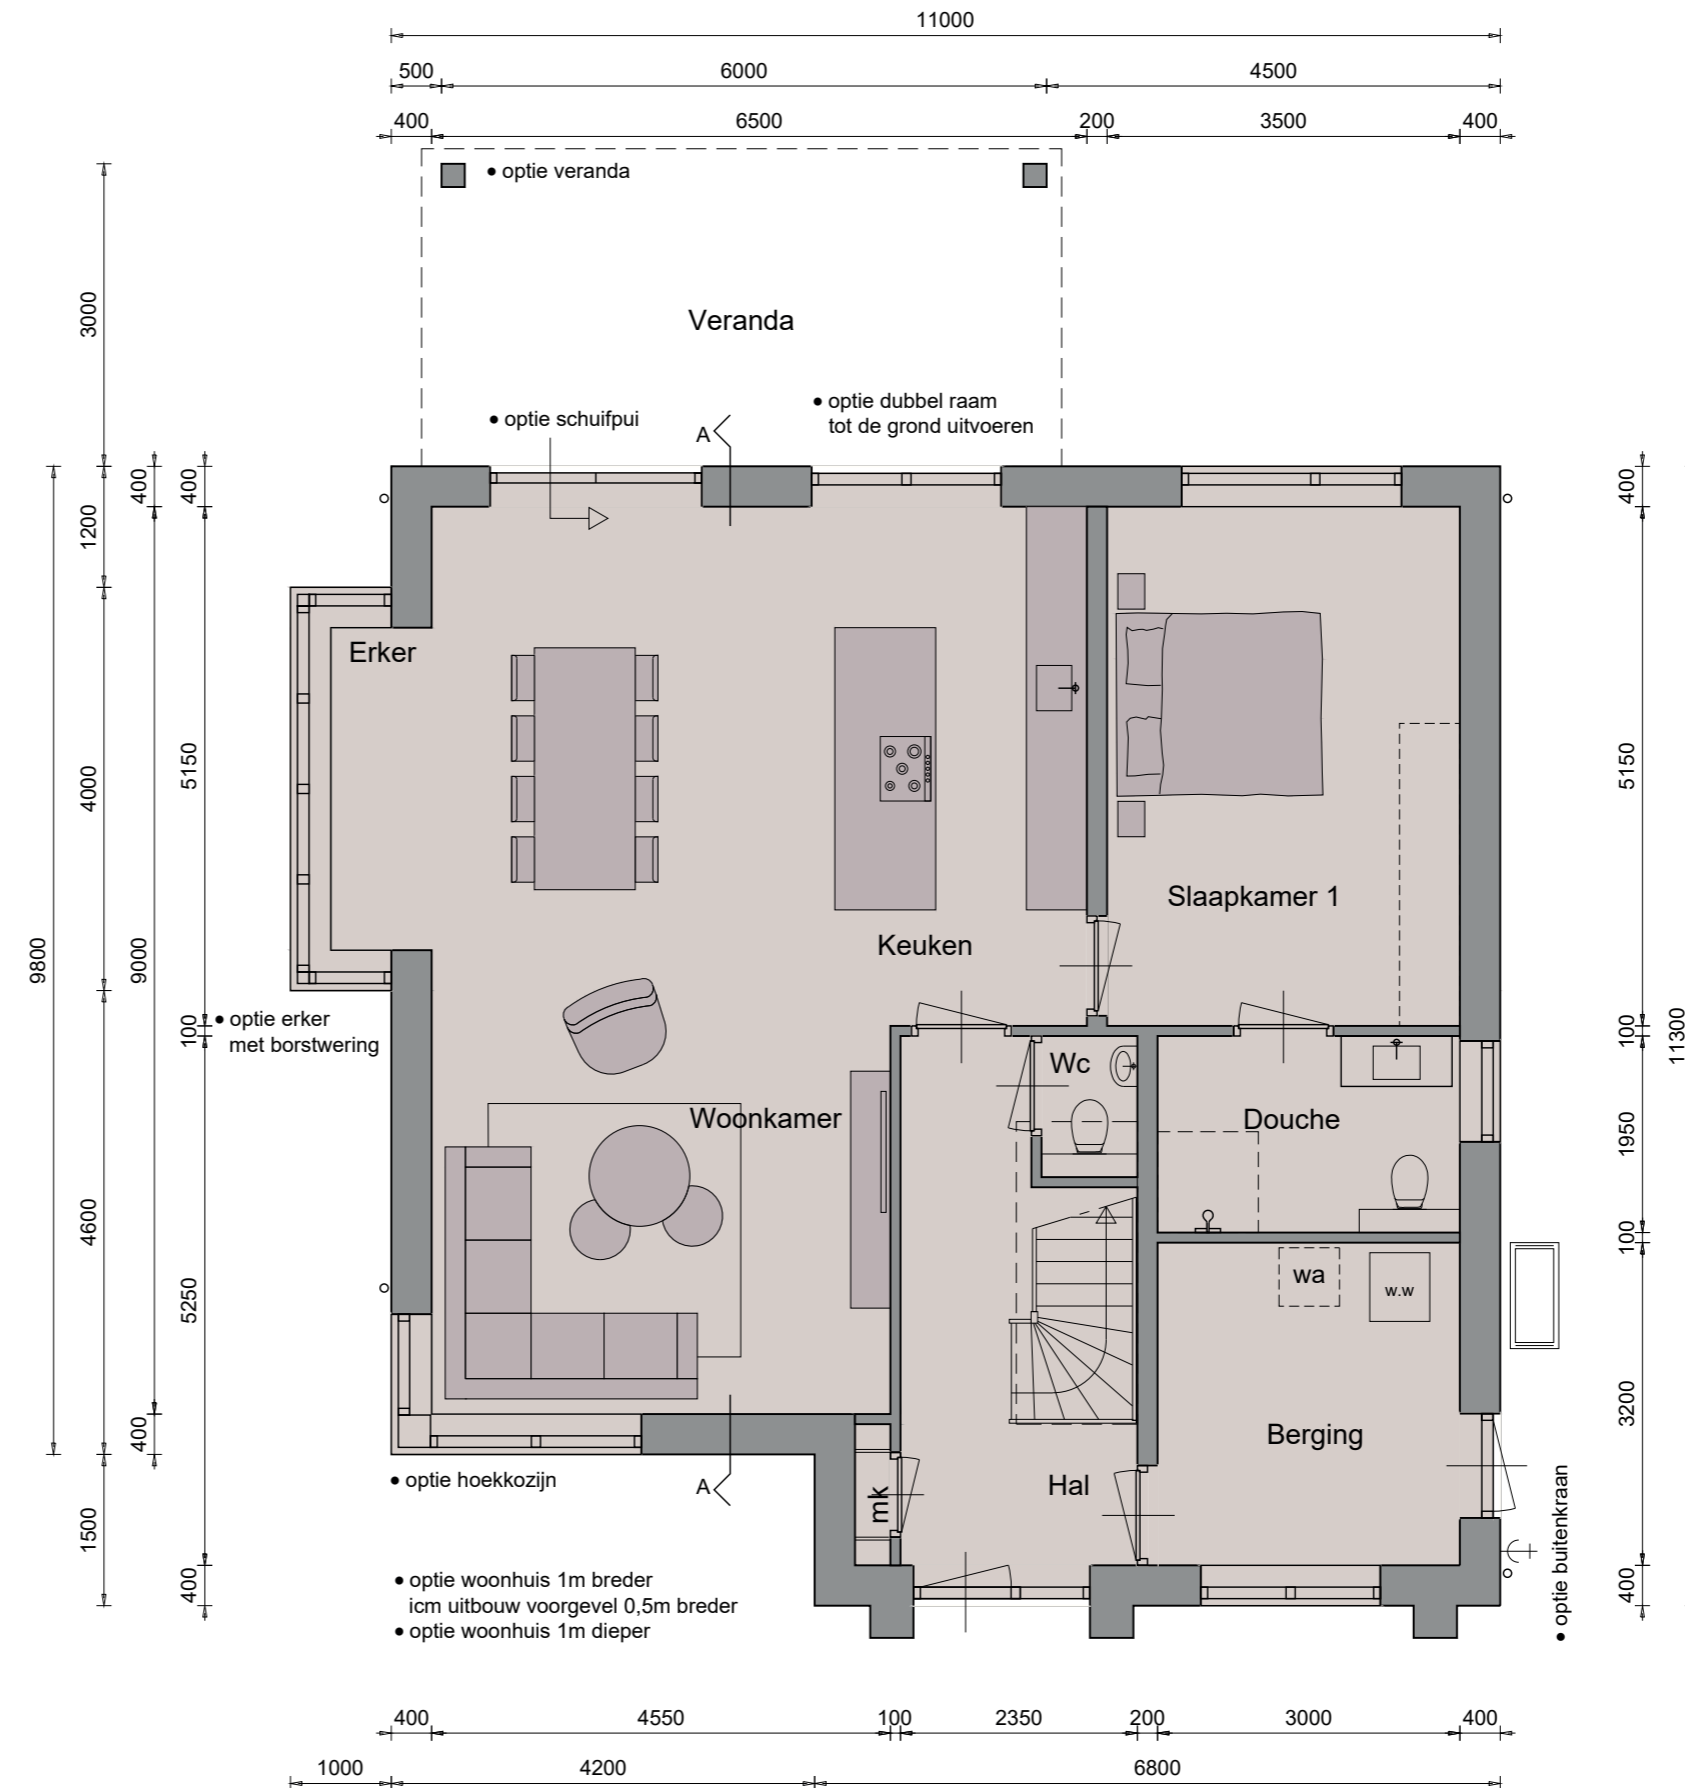 11000
500 6000 4500
400 6500 200 3500 400
• optie veranda
3000
Veranda
• optie dubbel raam
tot de grond uitvoeren
• optie schuifpui
A
400
400
400
1200
Erker
9800
9000
4000
5150
5150
Slaapkamer 1
Keuken
• optie erker
met borstwering
100
100
11300
Wc
Woonkamer
Douche
1950
4600
5250
100
wa
w.w
3200
400
Berging
• optie hoekkozijn
A
mk
Hal
1500
400
400
• optie buitenkraan
• optie woonhuis 1m breder
icm uitbouw voorgevel 0,5m breder
• optie woonhuis 1m dieper
400 4550 100 2350 200 3000 400
1000 4200 6800